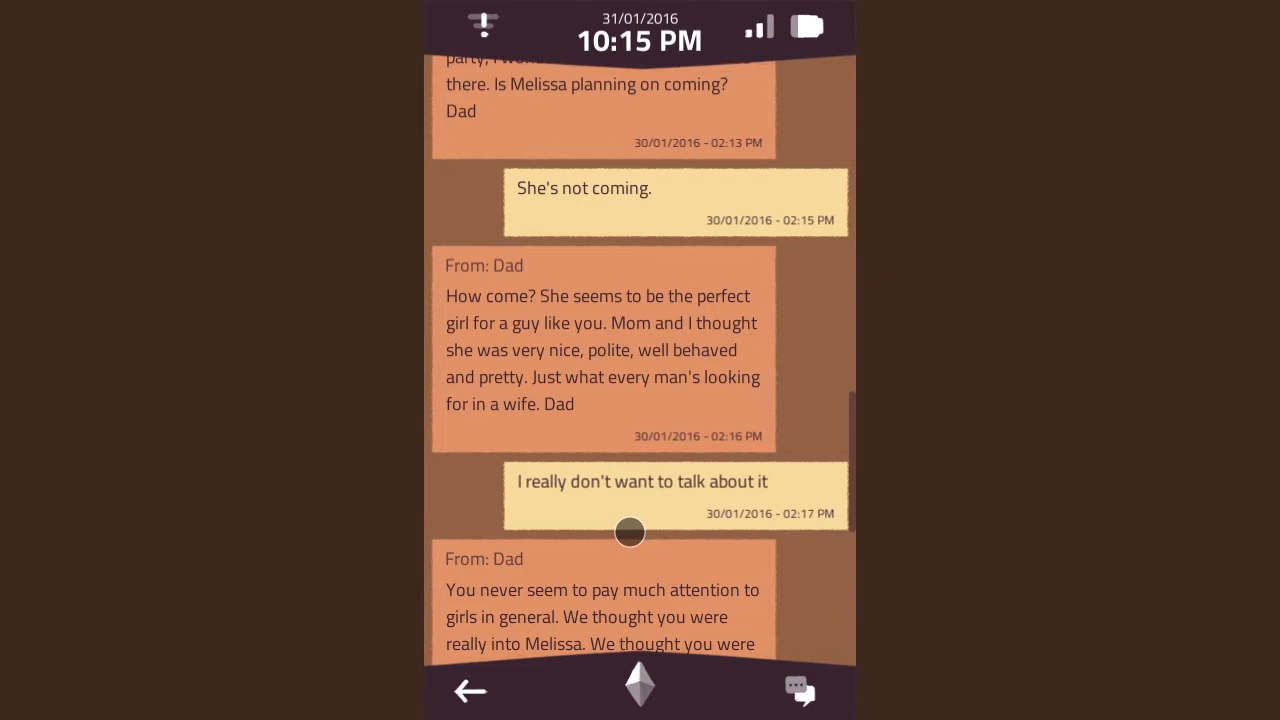 31/01/2016
10:15 PM
party, I
there. Is Melissa planning on coming?
Dad
30/01/2016 - 02:13 PM
She's not coming.
30/01/2016 - 02:15 PM
From: Dad
How come? She seems to be the perfect
girl for a guy like you. Mom and I thought
she was very nice, polite, well behaved
and pretty. Just what every man's looking
for in a wife. Dad
30/01/2016 - 02:16 PM
I really don't want to talk about it
30/01/2016 - 02:17 PM
From: Dad
You never seem to pay much attention to
girls in general. We thought you were
really into Melissa. We thought you were